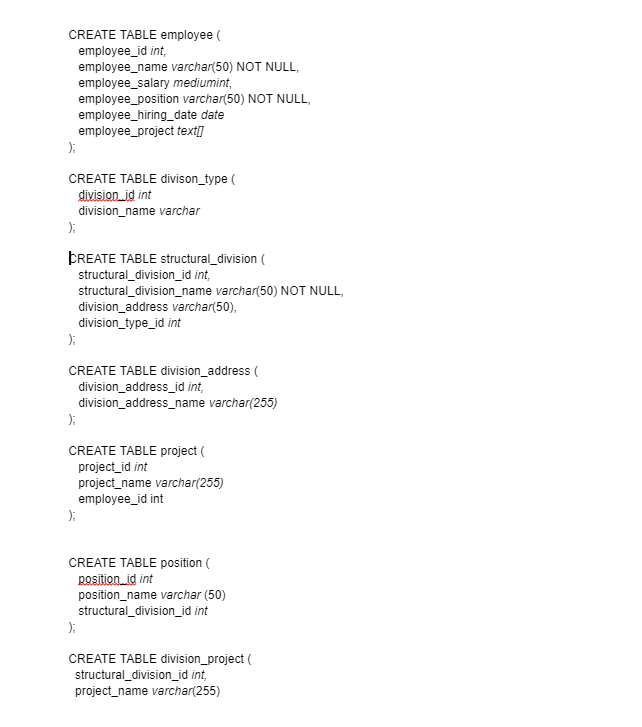 CREATE TABLE employee (
employee_id int,
employee_name varchar(50) NOT NULL,
employee_salary mediumint,
employee_position varchar(50) NOT NULL,
employee_hiring_date date
employee_project text[]
);
CREATE TABLE divison_type (
division_id int
division_name varchar
);
CREATE TABLE structural_division (
structural_division_id int,
structural_division_name varchar(50) NOT NULL,
division_address varchar(50),
division_type_id int
);
CREATE TABLE division_address (
division_address_id int,
division_address_name varchar(255)
);
CREATE TABLE project (
project_id int
project_name varchar(255)
employee_id int
);
CREATE TABLE position (
position_id int
position_name varchar (50)
structural_division_id int
);
CREATE TABLE division_project (
structural_division_id int,
project_name varchar(255)